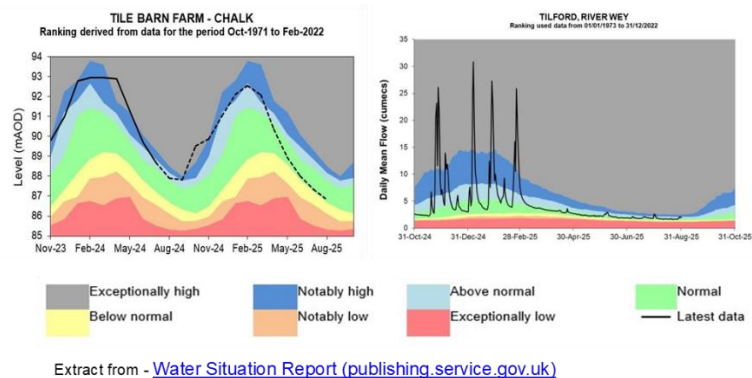 TILE BARN FARM - CHALK
Ranking derived from data for the period Oct-1971 to Feb-2022
Level (mAOD)
94
93
92
91
90
89
88
87
86
85
Nov-23 Feb-24 May-24 Aug-24 Nov-24 Feb-25 May-25 Aug-25
TILFORD, RIVER WEY
Ranking used data from 01/01/1973 to 31/12/2022
Daily Mean Flow (cumecs)
35
30
25
20
15
10
5
0
31-Oct-24 31-Dec-24 28-Feb-25 30-Apr-25 30-Jun-25 31-Aug-25 31-Oct-25
Exceptionally high Notably high Above normal Normal
Below normal Notably low Exceptionally low Latest data
Extract from - Water Situation Report (publishing.service.gov.uk)